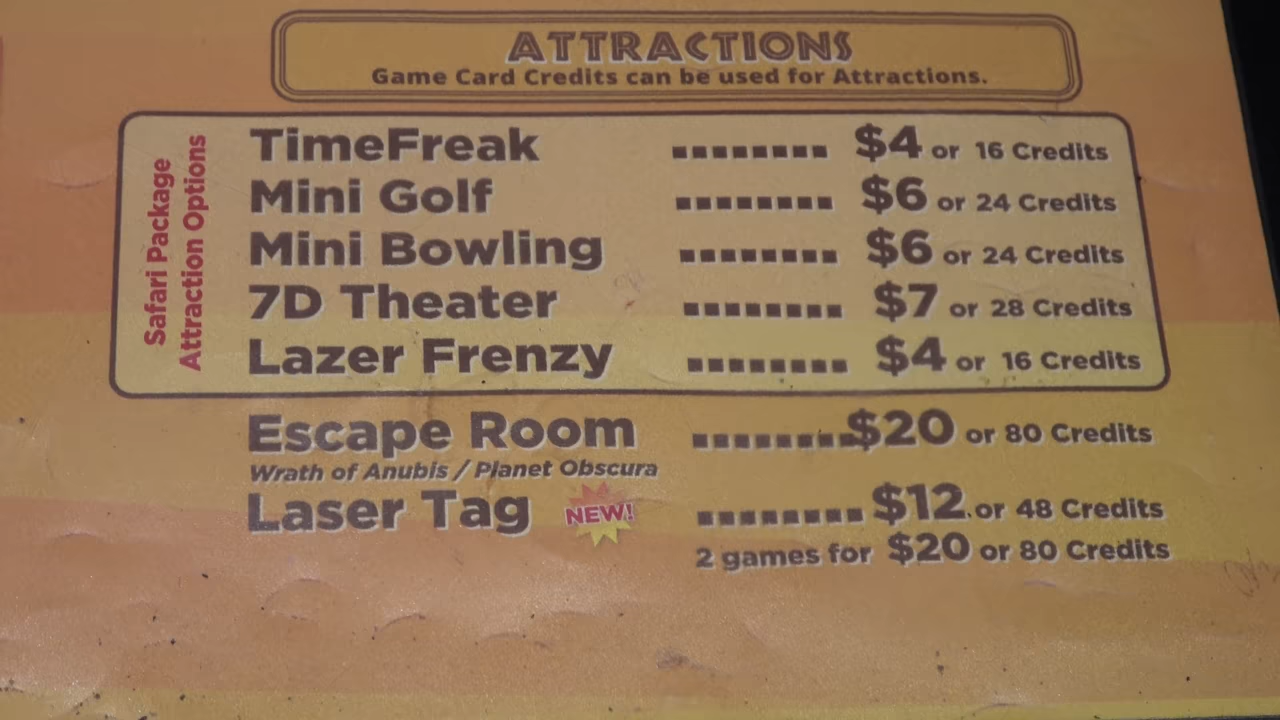 ATTRACTIONS
Game Card Credits can be used for Attractions.
Safari Package
Attraction Options
TimeFreak ........ $4 or 16 Credits
Mini Golf ........ $6 or 24 Credits
Mini Bowling ........ $6 or 24 Credits
7D Theater ........ $7 or 28 Credits
Lazer Frenzy ........ $4 or 16 Credits
Escape Room ........ $20 or 80 Credits
Wrath of Anubis / Planet Obscura
Laser Tag NEW! ........ $12 or 48 Credits
2 games for $20 or 80 Credits